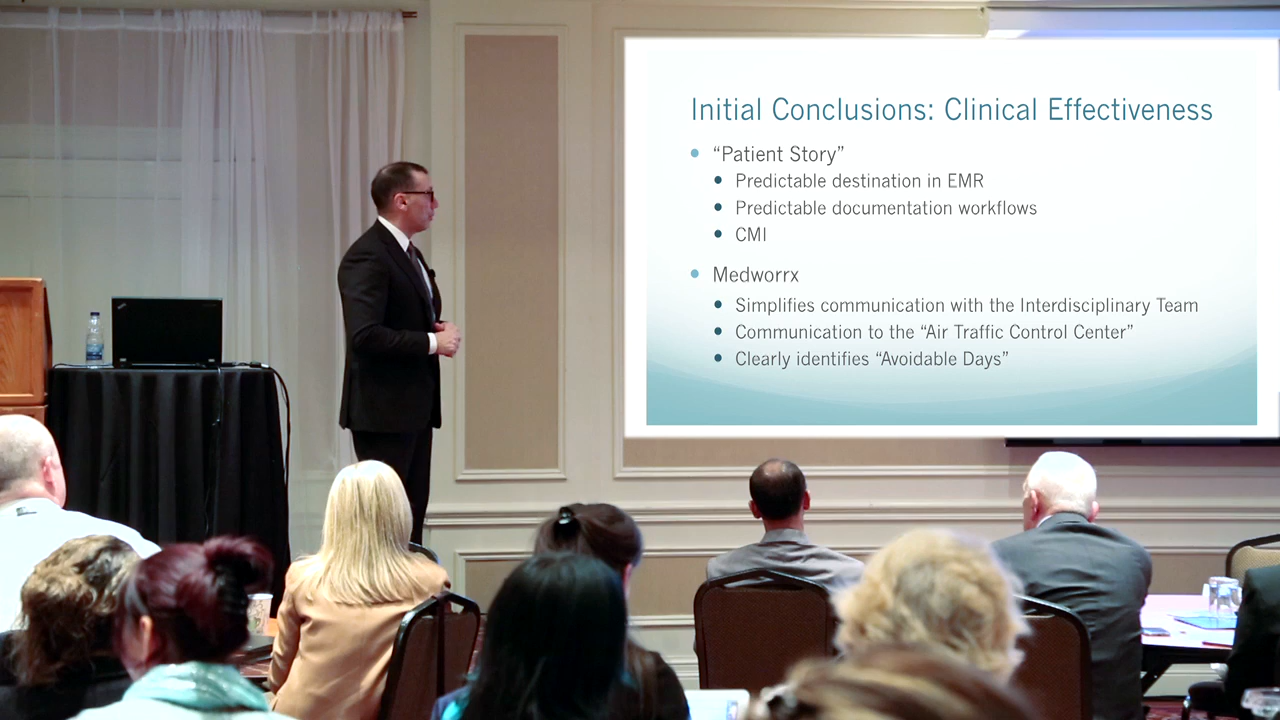 Initial Conclusions: Clinical Effectiveness
• “Patient Story”
• Predictable destination in EMR
• Predictable documentation workflows
• CMI
• Medworrx
• Simplifies communication with the Interdisciplinary Team
• Communication to the “Air Traffic Control Center”
• Clearly identifies “Avoidable Days”